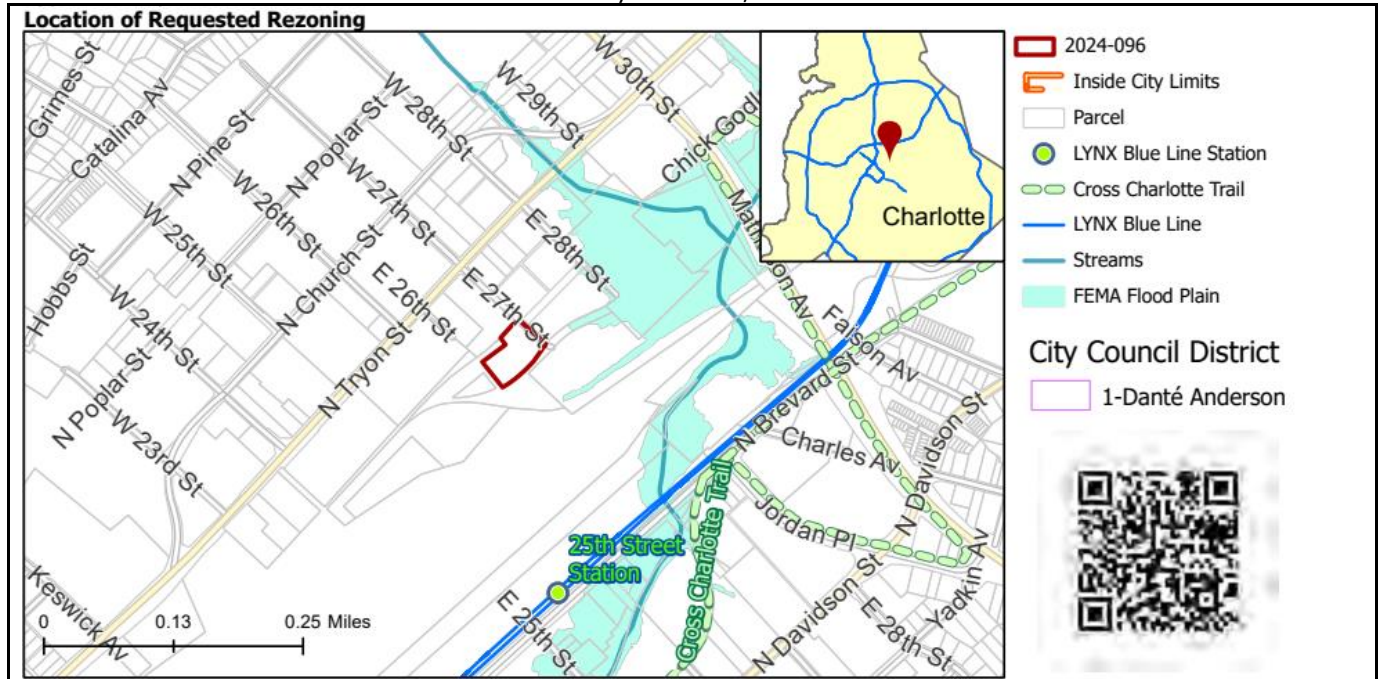 Location of Requested Rezoning
Grimes St
Catalina Av
N Pine St
N Poplar St
W 28th St
W 29th St
W 30th St
Chick Godl
W 27th St
W 26th St
W 25th St
Hobbs St
W 24th St
N Poplar St
W 23rd St
N Church St
E 26th St
E 27th St
E 28th St
N Tryon St
Keswick Av
Matheson Av
Faison Av
N Brevard St
Charles Av
N Davidson St
Jordan Pl
Cross Charlotte Trail
25th Street
Station
E 25th St
N Davidson St
E 28th St
Yadkin Av
0 0.13 0.25 Miles
Charlotte
2024-096
Inside City Limits
Parcel
LYNX Blue Line Station
Cross Charlotte Trail
LYNX Blue Line
Streams
FEMA Flood Plain
City Council District
1-Danté Anderson